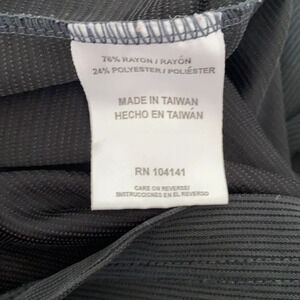 76% RAYON / RAYÓN
24% POLYESTER / POLIÉSTER
MADE IN TAIWAN
HECHO EN TAIWÁN
RN 104141
CARE ON REVERSE/
INSTRUCCIONES EN EL REVERSO